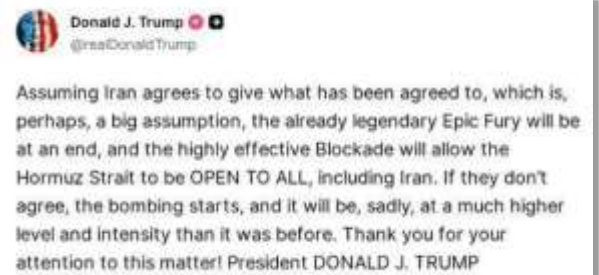 Donald J. Trump
@realDonaldTrump
Assuming Iran agrees to give what has been agreed to, which is,
perhaps, a big assumption, the already legendary Epic Fury will be
at an end, and the highly effective Blockade will allow the
Hormuz Strait to be OPEN TO ALL, including Iran. If they don't
agree, the bombing starts, and it will be, sadly, at a much higher
level and intensity than it was before. Thank you for your
attention to this matter! President DONALD J. TRUMP